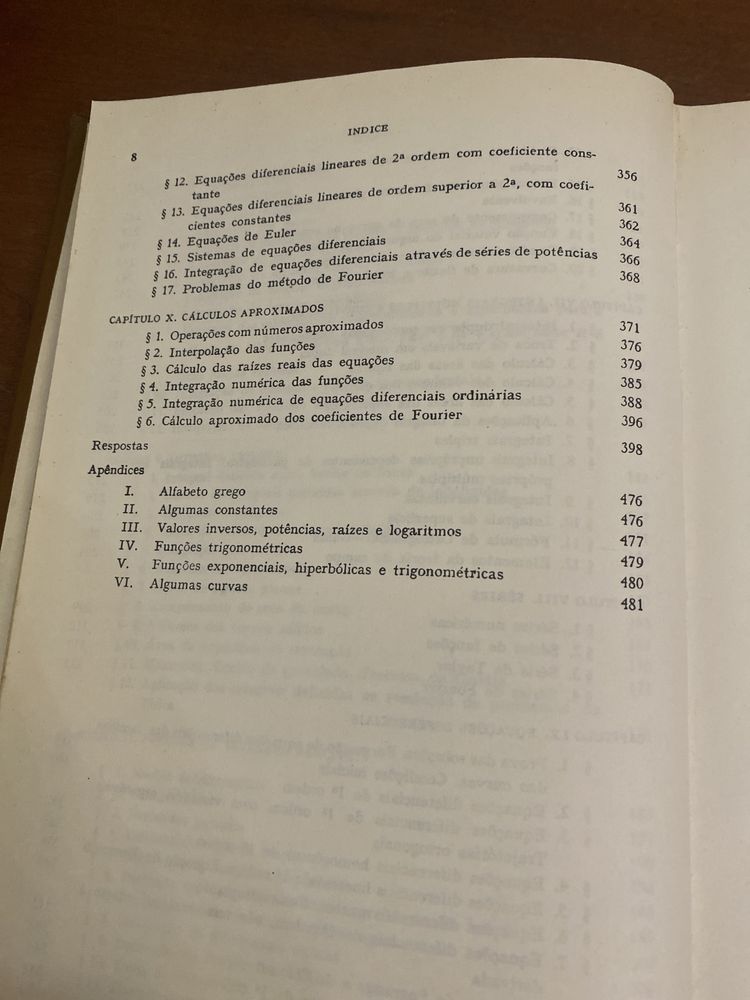 8
INDICE
§ 12. Equações diferenciais lineares de 2ª ordem com coeficiente cons-
tante 356
§ 13. Equações diferenciais lineares de ordem superior a 2ª, com coefi-
cientes constantes 361
§ 14. Equações de Euler 362
§ 15. Sistemas de equações diferenciais 364
§ 16. Integração de equações diferenciais através de séries de potências 366
§ 17. Problemas do método de Fourier 368
CAPÍTULO X. CÁLCULOS APROXIMADOS
§ 1. Operações com números aproximados 371
§ 2. Interpolação das funções 376
§ 3. Cálculo das raízes reais das equações 379
§ 4. Integração numérica das funções 385
§ 5. Integração numérica de equações diferenciais ordinárias 388
§ 6. Cálculo aproximado dos coeficientes de Fourier 396
Respostas 398
Apêndices
I. Alfabeto grego 476
II. Algumas constantes 476
III. Valores inversos, potências, raízes e logaritmos 477
IV. Funções trigonométricas 479
V. Funções exponenciais, hiperbólicas e trigonométricas 480
VI. Algumas curvas 481